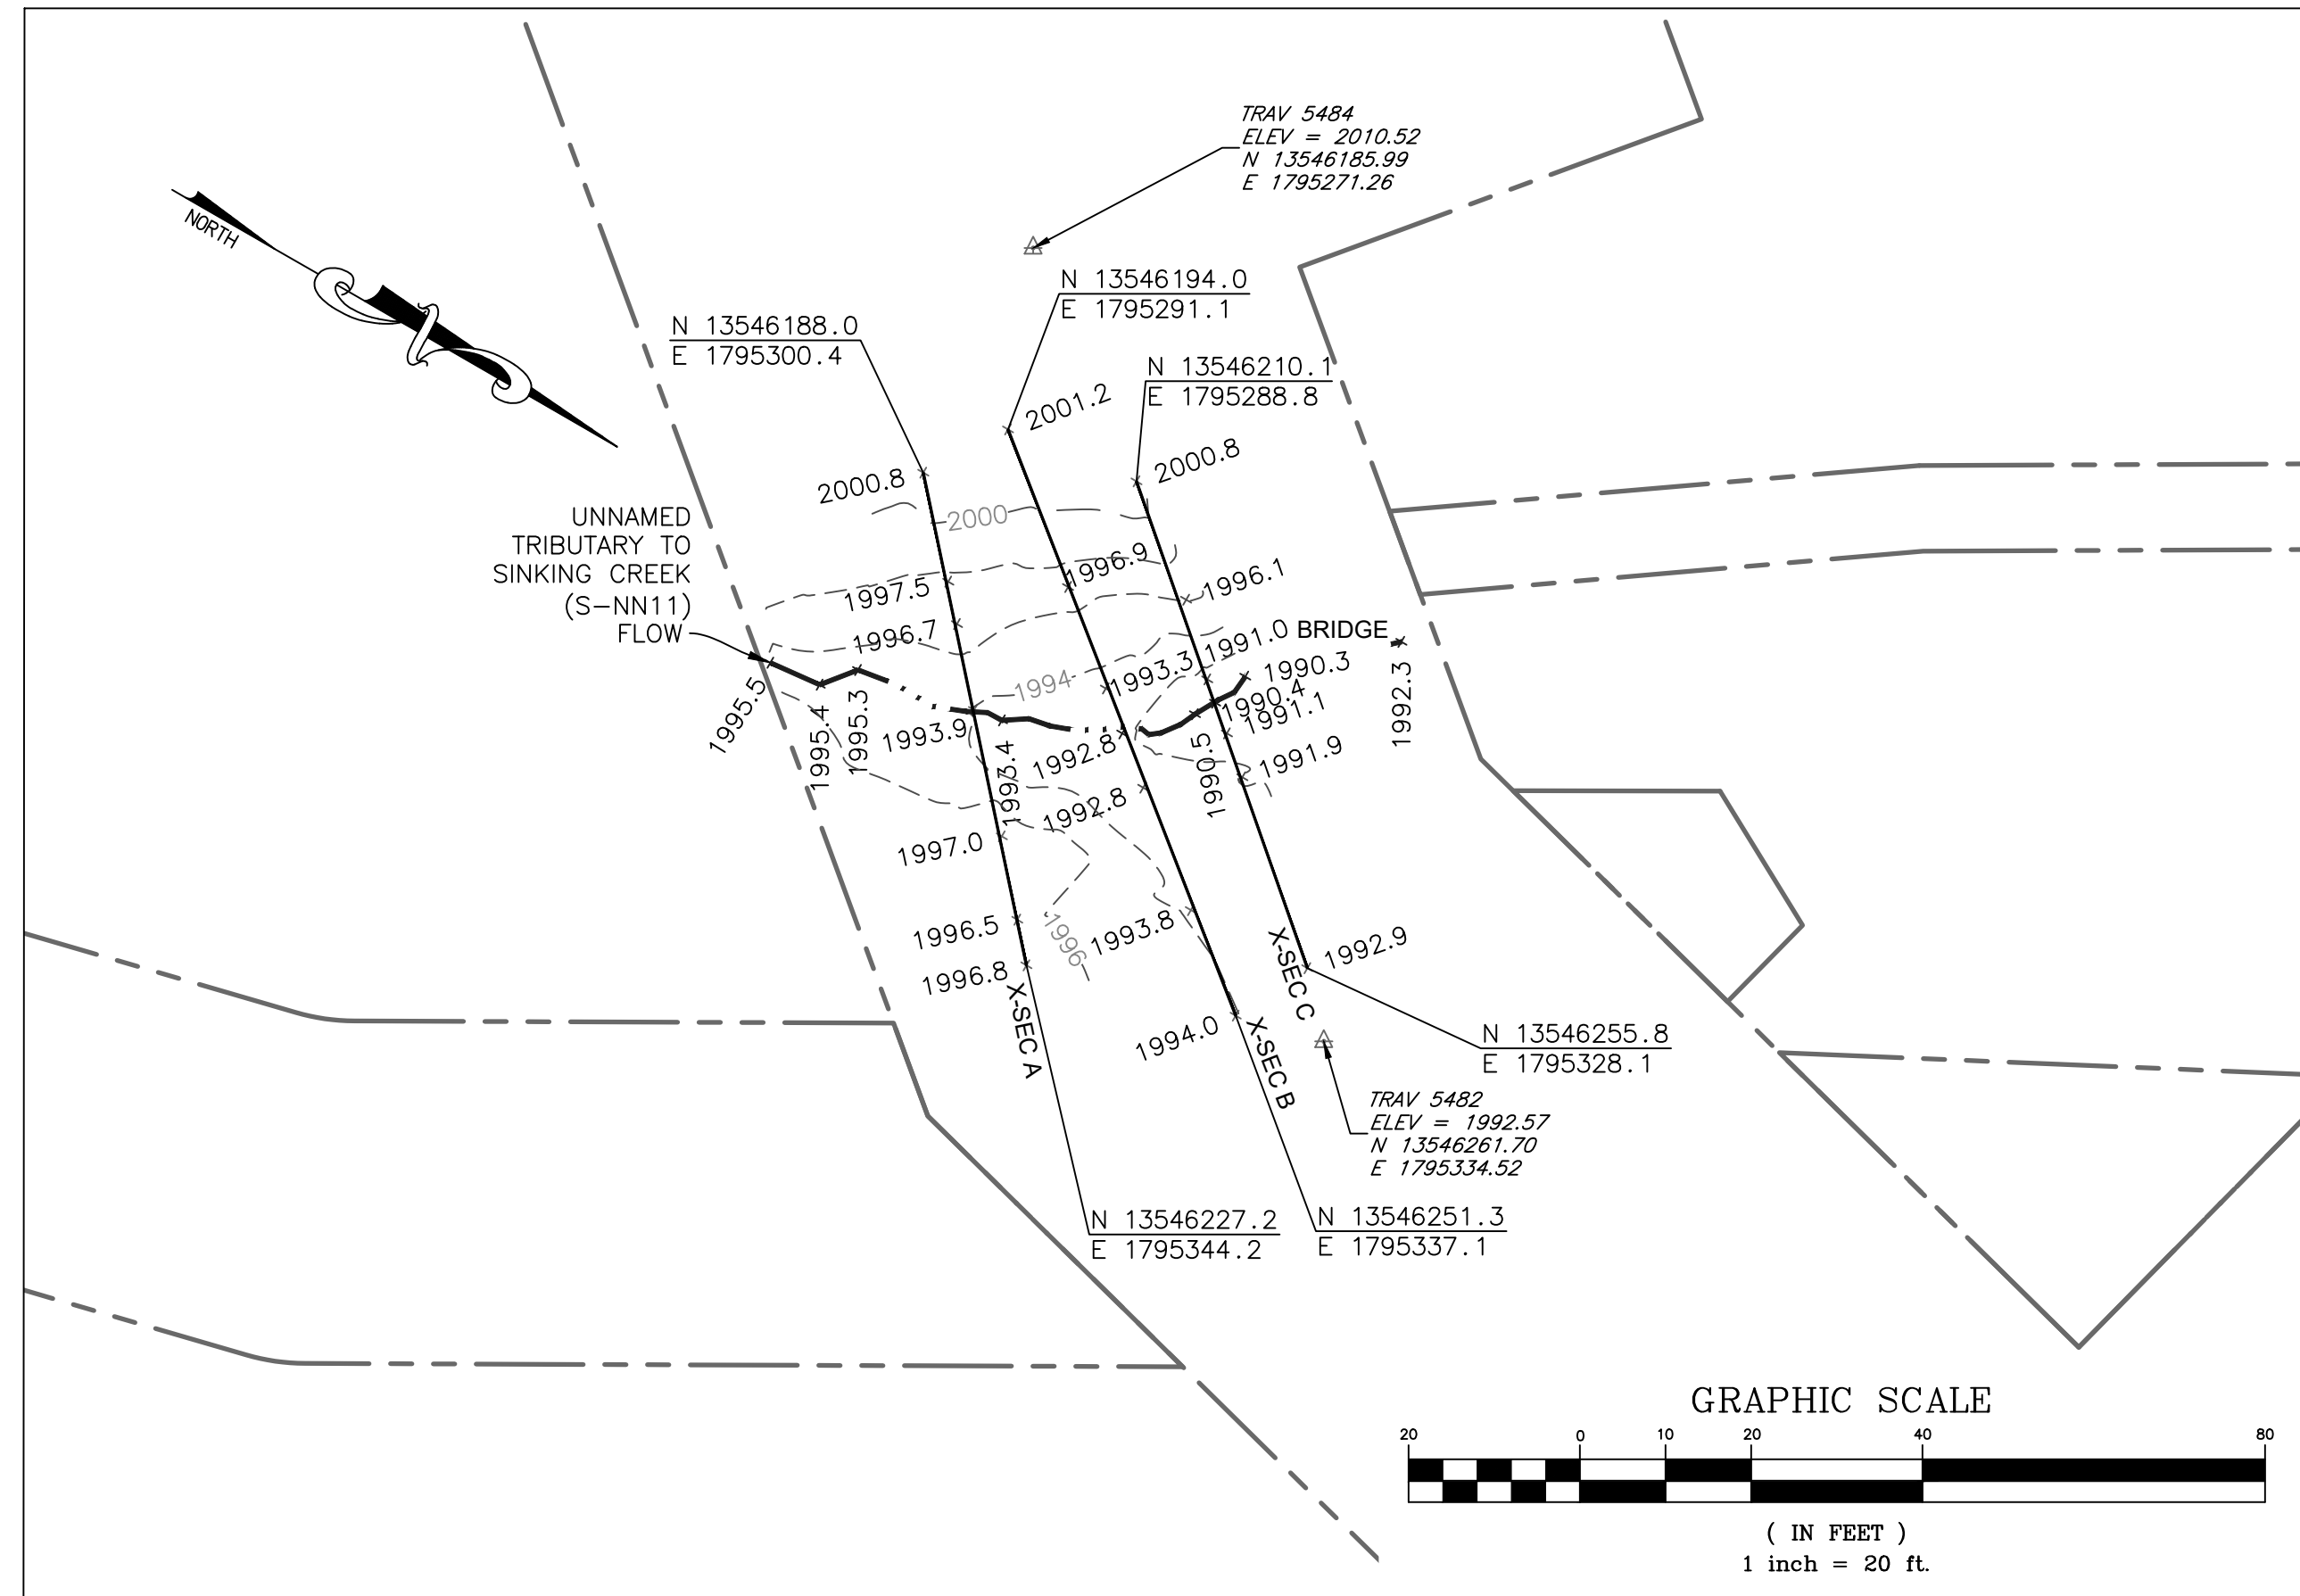 TRAV 5484
ELEV = 2010.52
N 13546185.99
E 1795271.26
NORTH
N 13546194.0
E 1795291.1
N 13546188.0
E 1795300.4
N 13546210.1
E 1795288.8
2001.2
2000.8
2000.8
UNNAMED
TRIBUTARY TO
SINKING CREEK
(S-NN11)
FLOW
2000
1996.9
1997.5
1996.1
1996.7
1991.0
BRIDGE
1993.3
1990.3
1994
1992.3
1995.5
1995.4
1995.3
1993.9
1990.4
1991.1
1993.4
1992.8
1990.5
1991.9
1992.8
1997.0
1996.5
1996
1993.8
1992.9
1996.8
X-SEC A
X-SEC C
1994.0
X-SEC B
N 13546255.8
E 1795328.1
TRAV 5482
ELEV = 1992.57
N 13546261.70
E 1795334.52
N 13546227.2
E 1795344.2
N 13546251.3
E 1795337.1
GRAPHIC SCALE
20 0 10 20 40 80
( IN FEET )
1 inch = 20 ft.